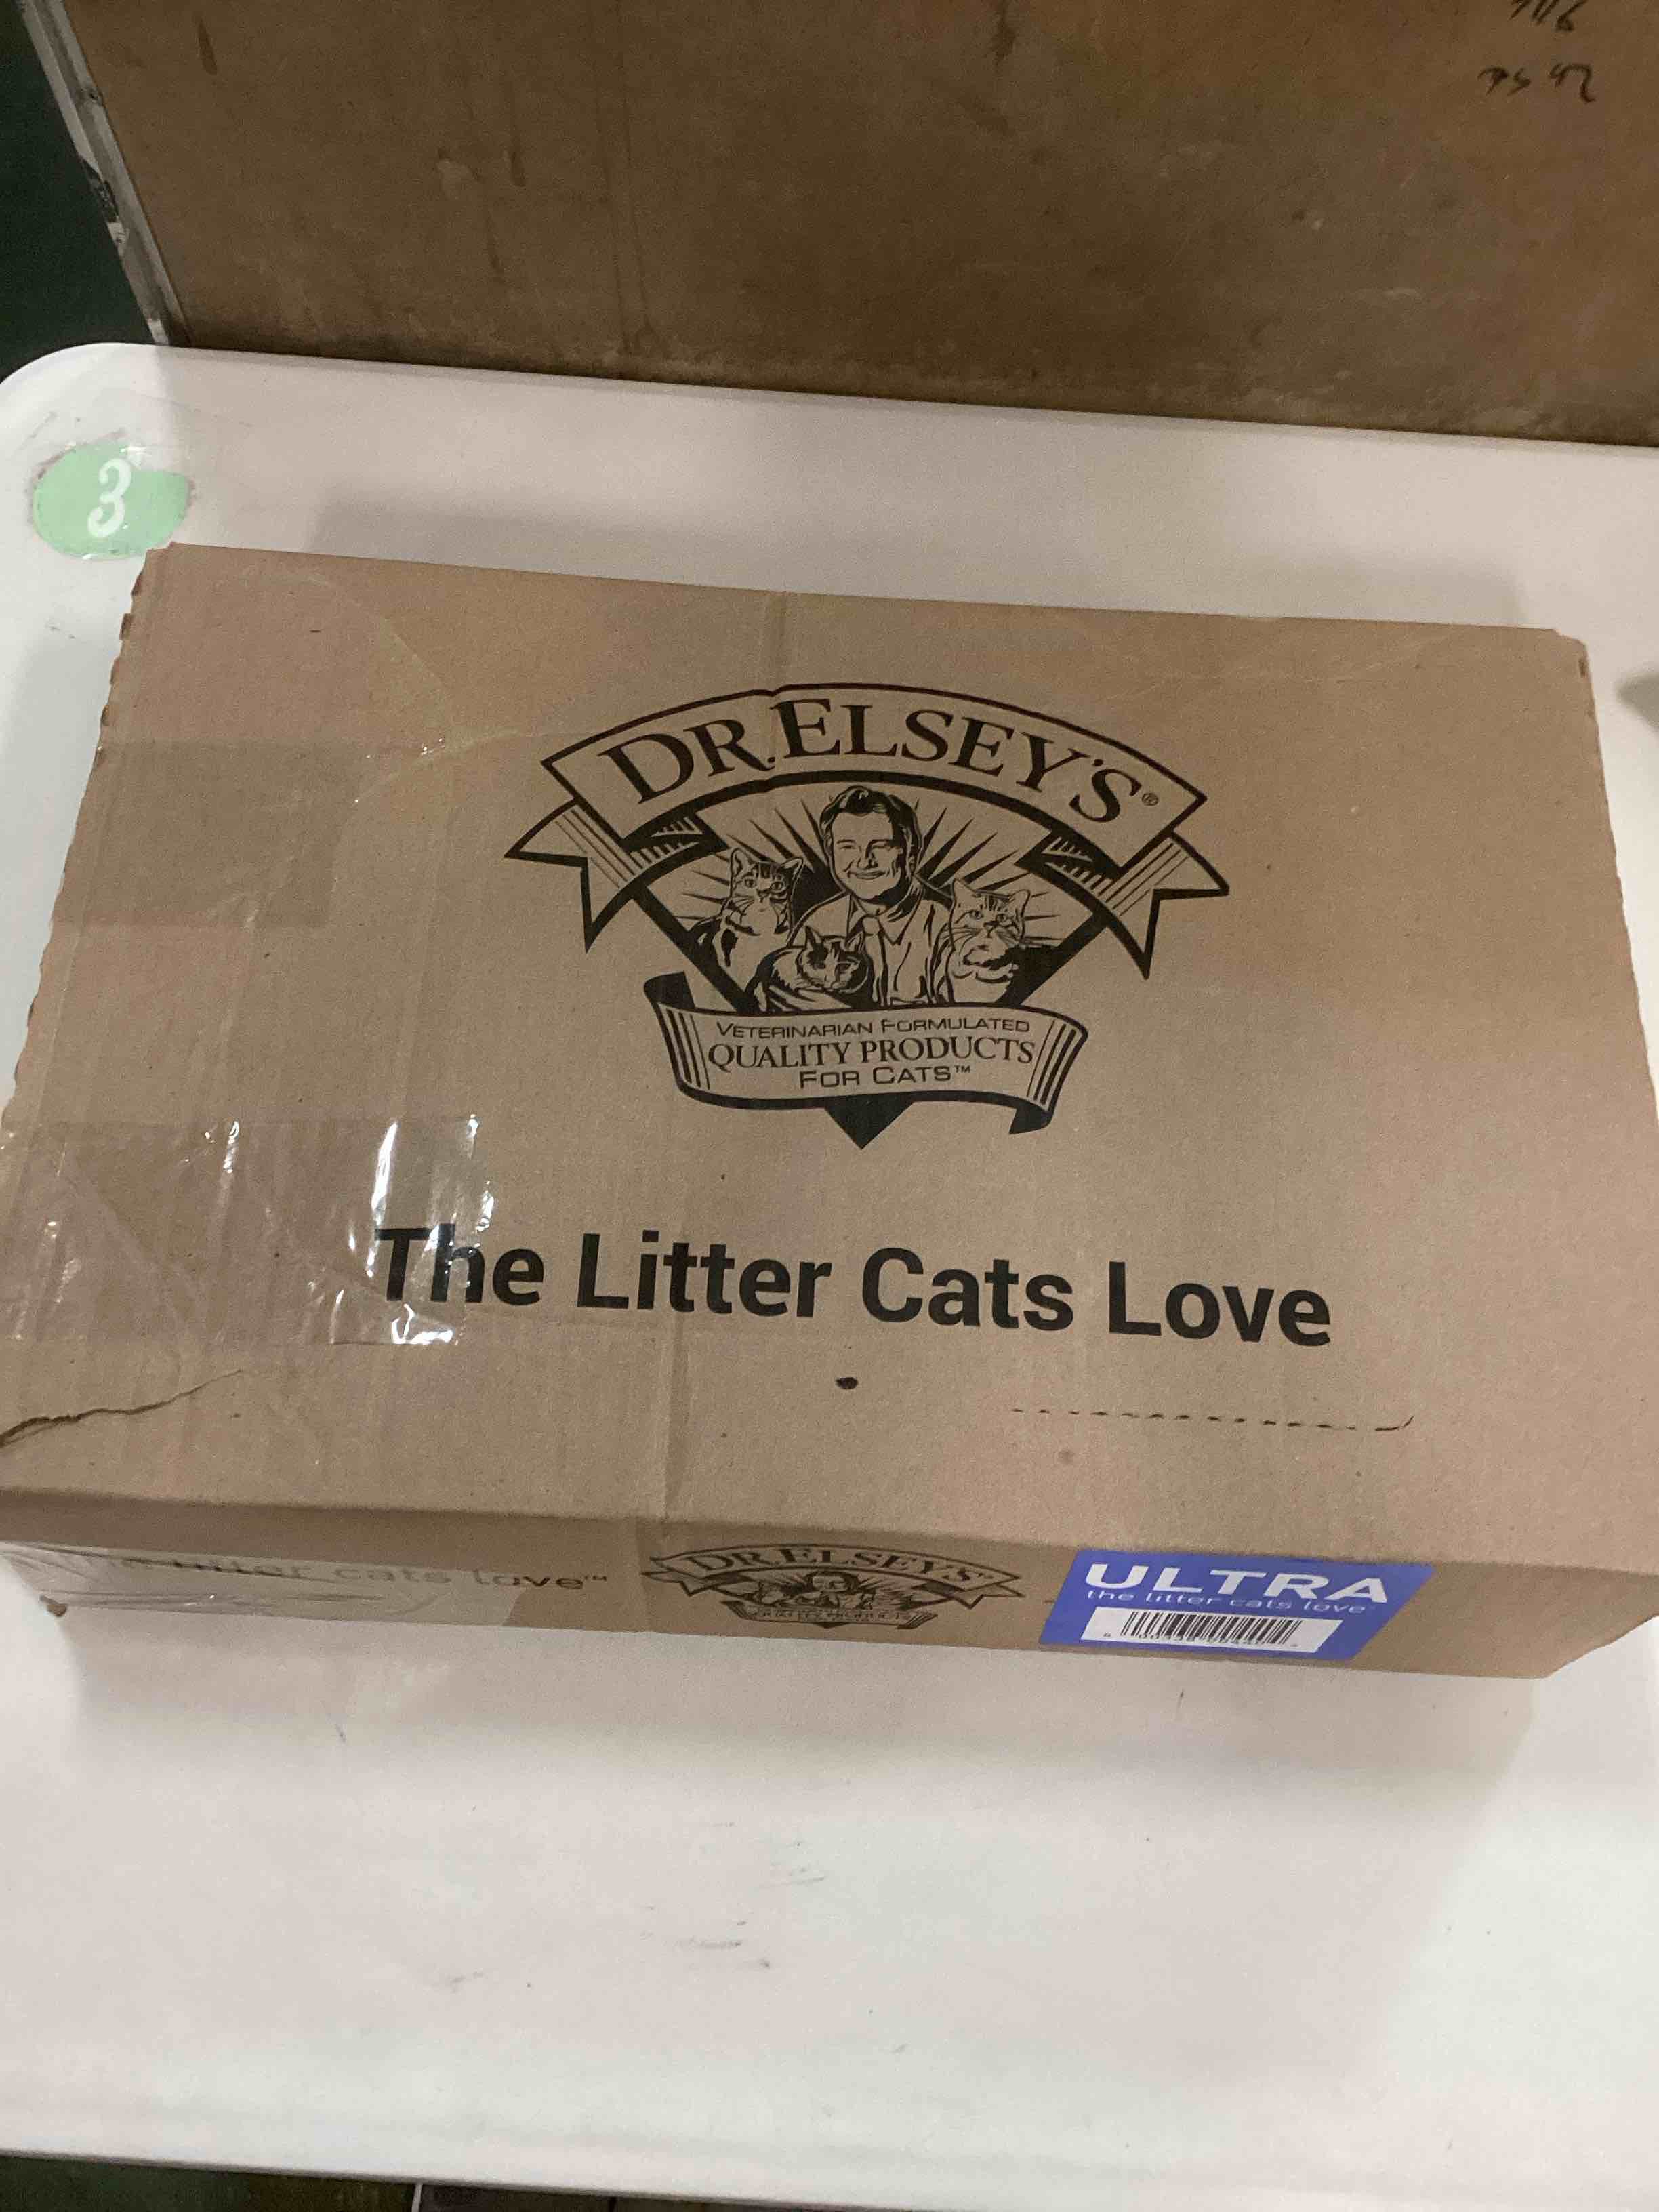 3
DR. ELSEY'S®
VETERINARIAN FORMULATED
QUALITY PRODUCTS
FOR CATS™
The Litter Cats Love
litter cats love™
DR. ELSEY'S
ULTRA
the litter cats love